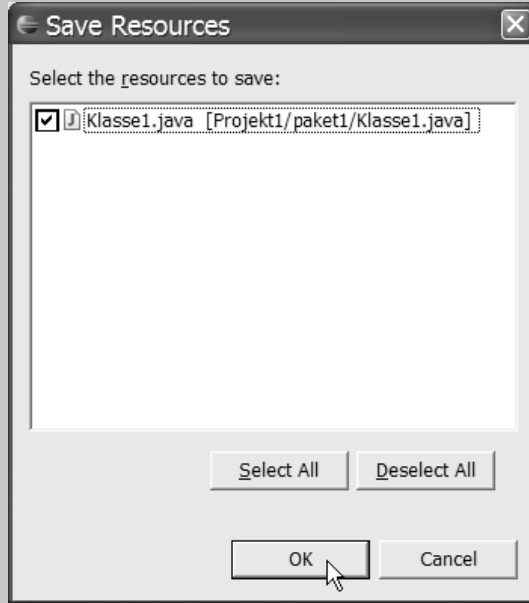 Save Resources
Select the resources to save:
Klasse1.java [Projekt1/paket1/Klasse1.java]
Select All
Deselect All
OK
Cancel